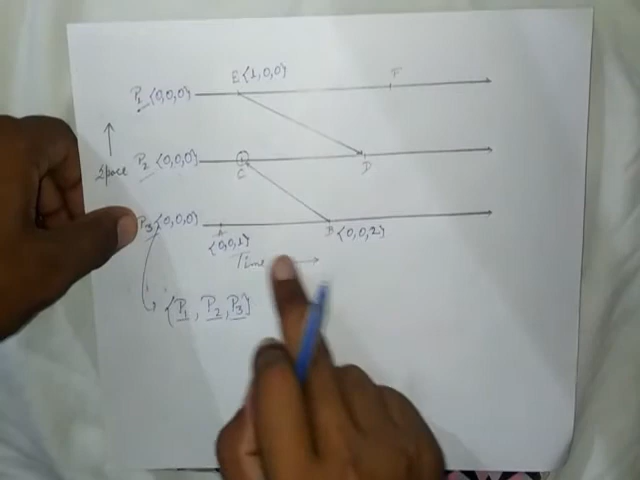 E {1,0,0} F
P1 {0,0,0}
P2 {0,0,0}
C D
Space
P3 {0,0,0}
A B
{0,0,1} {0,0,2}
Time
{P1, P2, P3}